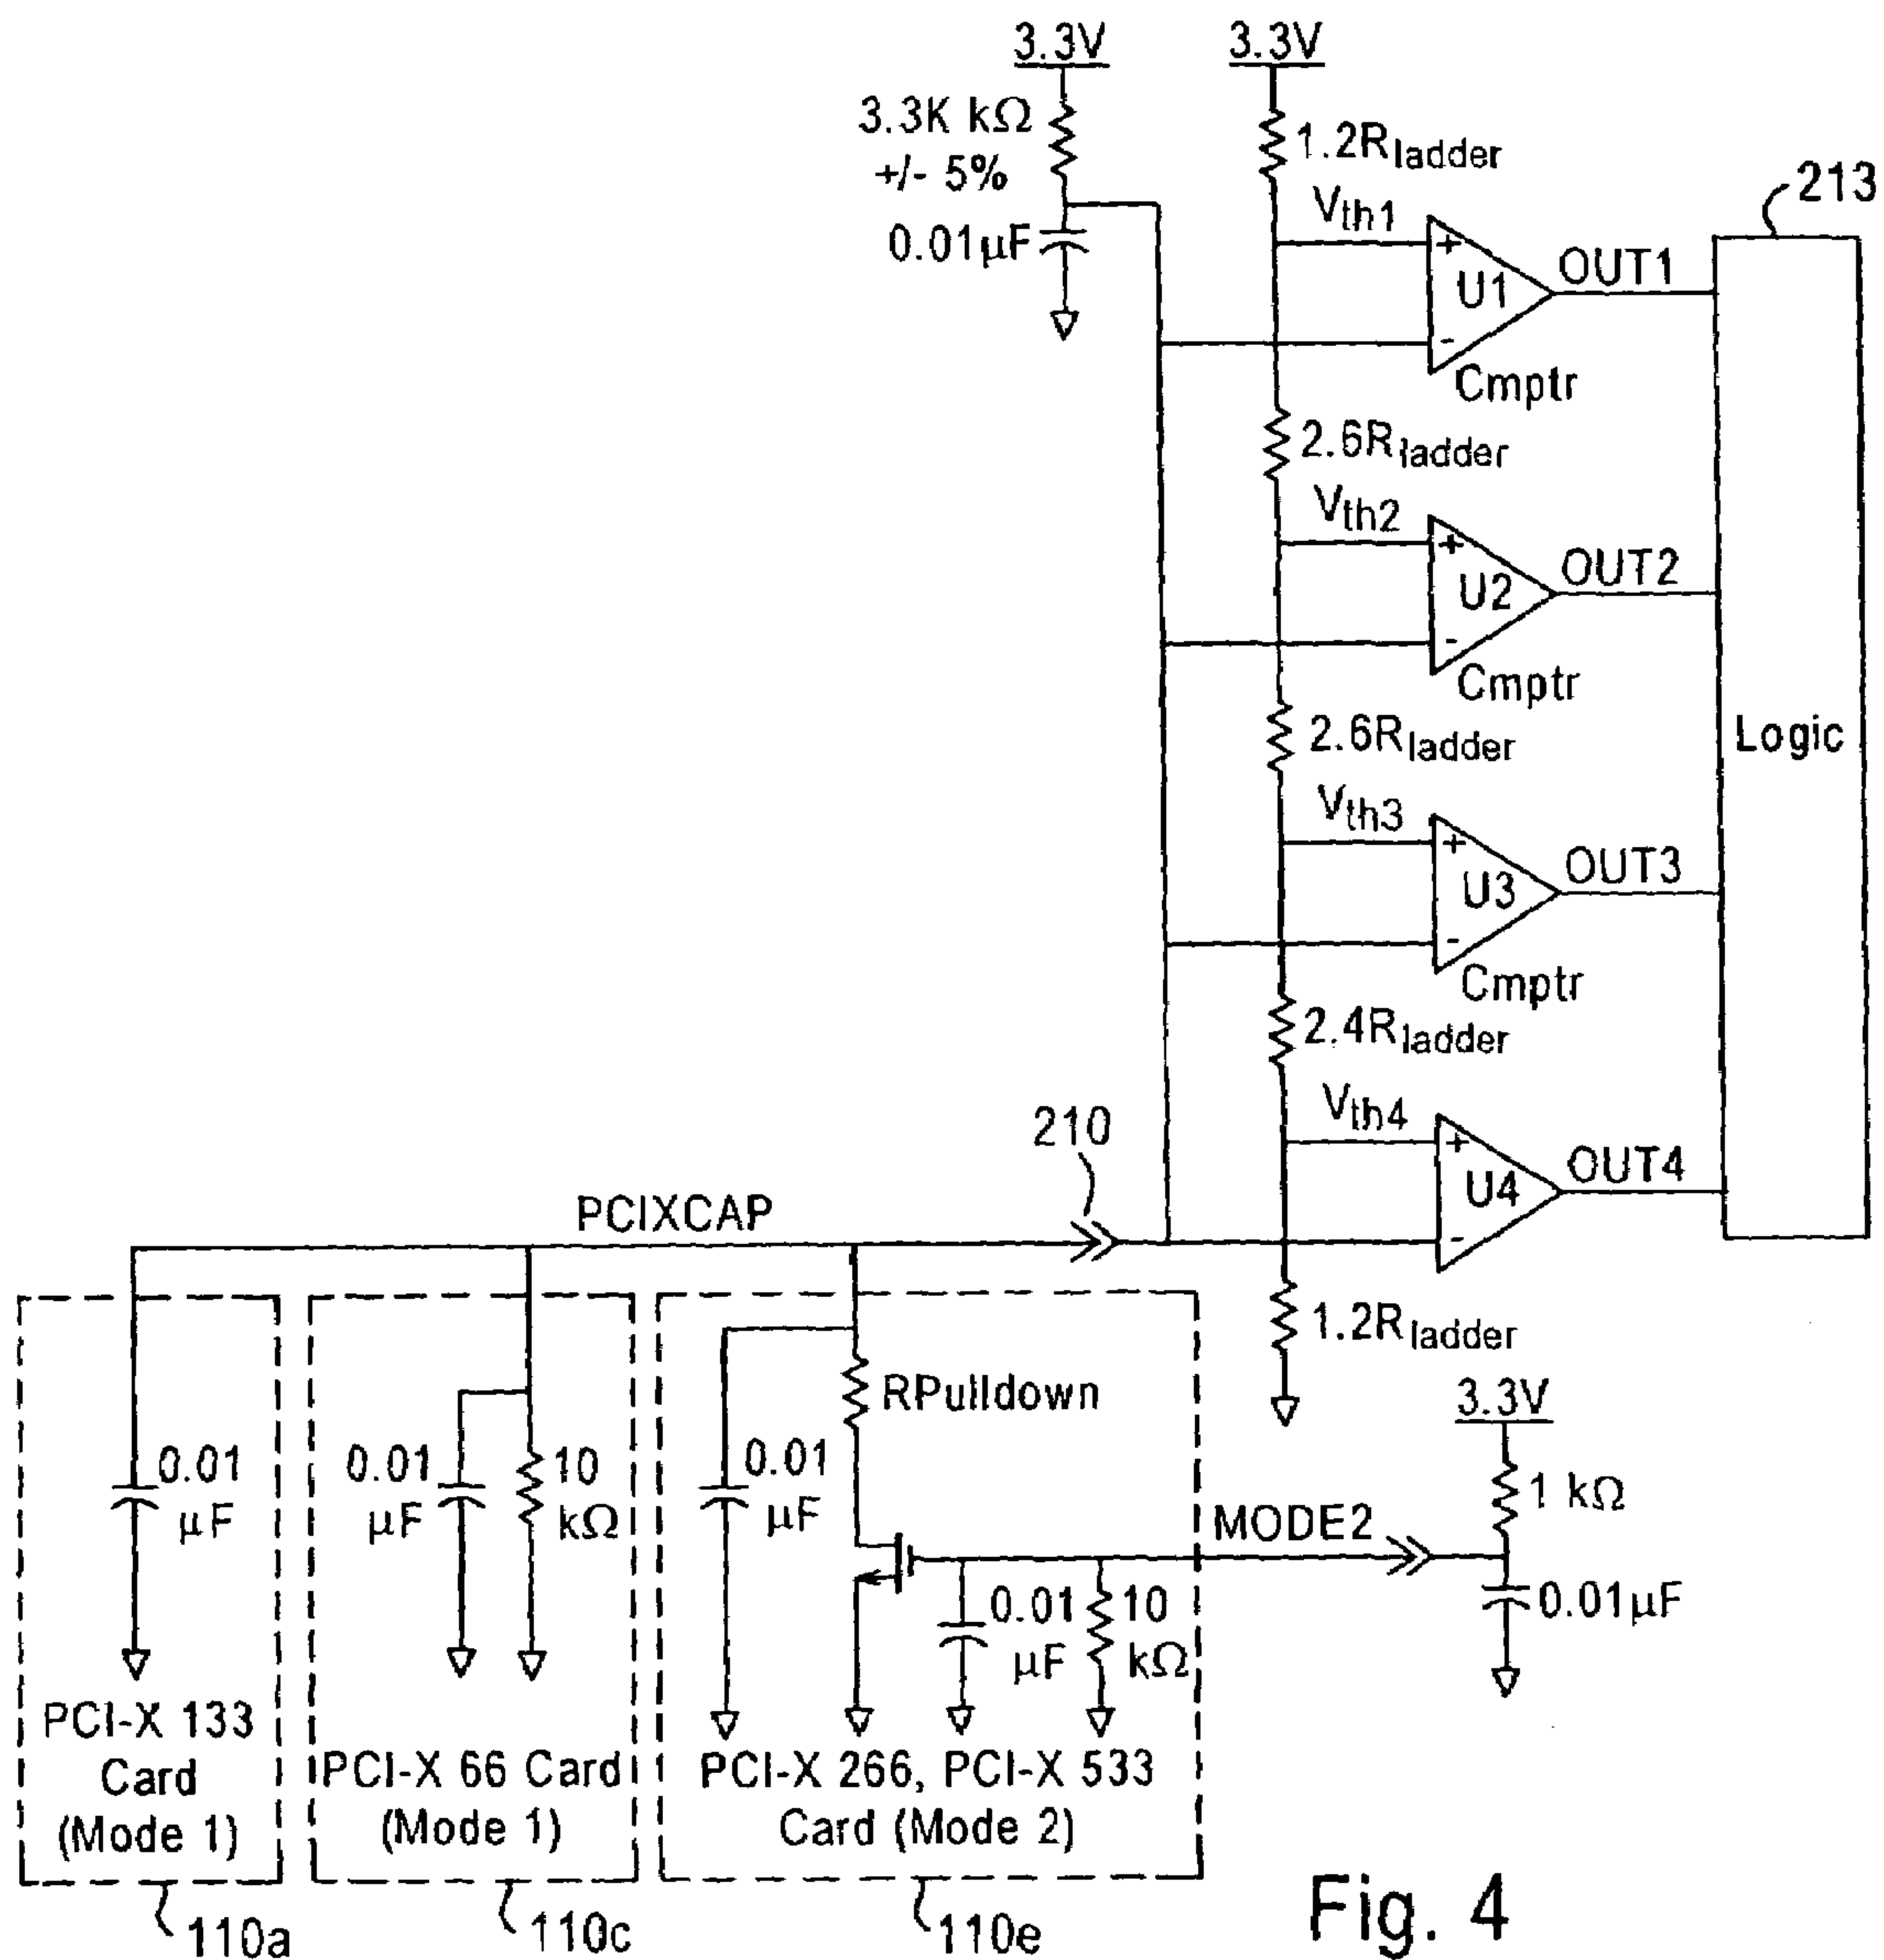 3.3V
3.3V
3.3K kΩ
+/- 5%
1.2Rladder
213
Vth1
0.01μF
+
U1
-
OUT1
Cmptr
2.6Rladder
Vth2
+
U2
-
OUT2
Cmptr
2.6Rladder
Logic
Vth3
+
U3
-
OUT3
Cmptr
2.4Rladder
210
Vth4
+
U4
-
OUT4
PCIXCAP
1.2Rladder
RPulldown
3.3V
1 kΩ
0.01
μF
0.01
μF
10
kΩ
0.01
μF
MODE2
0.01
μF
10
kΩ
0.01μF
PCI-X 133
Card
(Mode 1)
PCI-X 66 Card
(Mode 1)
PCI-X 266, PCI-X 533
Card (Mode 2)
110a
110c
110e
Fig. 4